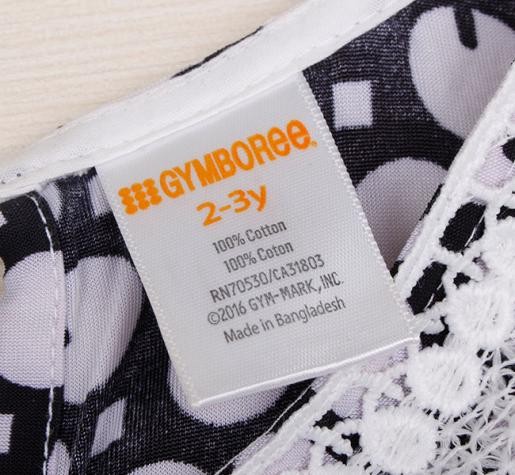 GYMBOREE
2-3y
100% Cotton
100% Coton
RN70530/CA31803
©2016 GYM-MARK, INC.
Made in Bangladesh